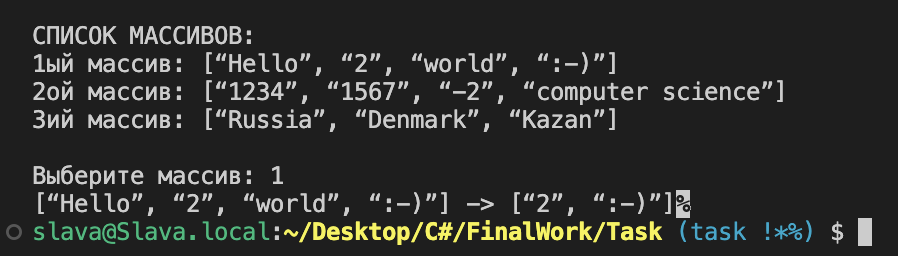 СПИСОК МАССИВОВ:
1ый массив: [“Hello”, “2”, “world”, “:-)”]
2ой массив: [“1234”, “1567”, “-2”, “computer science”]
3ий массив: [“Russia”, “Denmark”, “Kazan”]
Выберите массив: 1
[“Hello”, “2”, “world”, “:-)”] -> [“2”, “:-)”]%
slava@Slava.local:~/Desktop/C#/FinalWork/Task (task !*%) $